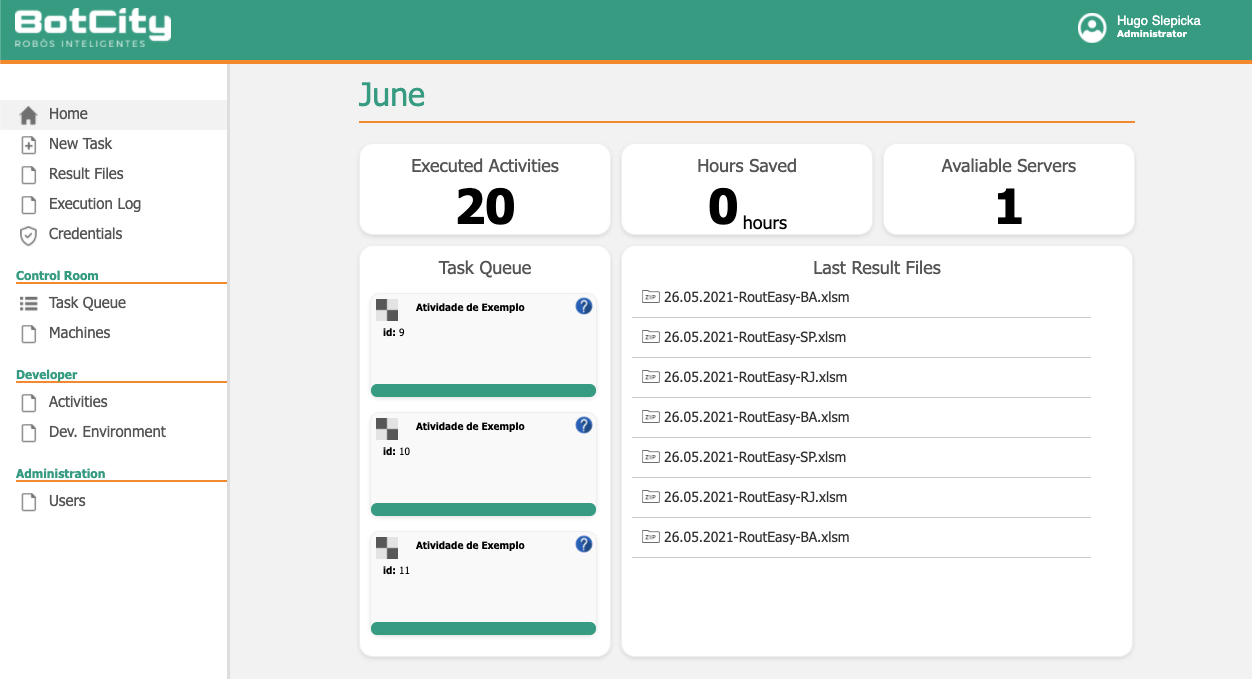 BotCity
ROBÔS INTELIGENTES
Hugo Slepicka
Administrator
Home
New Task
Result Files
Execution Log
Credentials
Control Room
Task Queue
Machines
Developer
Activities
Dev. Environment
Administration
Users
June
Executed Activities
20
Hours Saved
0 hours
Avaliable Servers
1
Task Queue
Atividade de Exemplo
?
id: 9
Atividade de Exemplo
?
id: 10
Atividade de Exemplo
?
id: 11
Last Result Files
ZIP 26.05.2021-RoutEasy-BA.xlsm
ZIP 26.05.2021-RoutEasy-SP.xlsm
ZIP 26.05.2021-RoutEasy-RJ.xlsm
ZIP 26.05.2021-RoutEasy-BA.xlsm
ZIP 26.05.2021-RoutEasy-SP.xlsm
ZIP 26.05.2021-RoutEasy-RJ.xlsm
ZIP 26.05.2021-RoutEasy-BA.xlsm